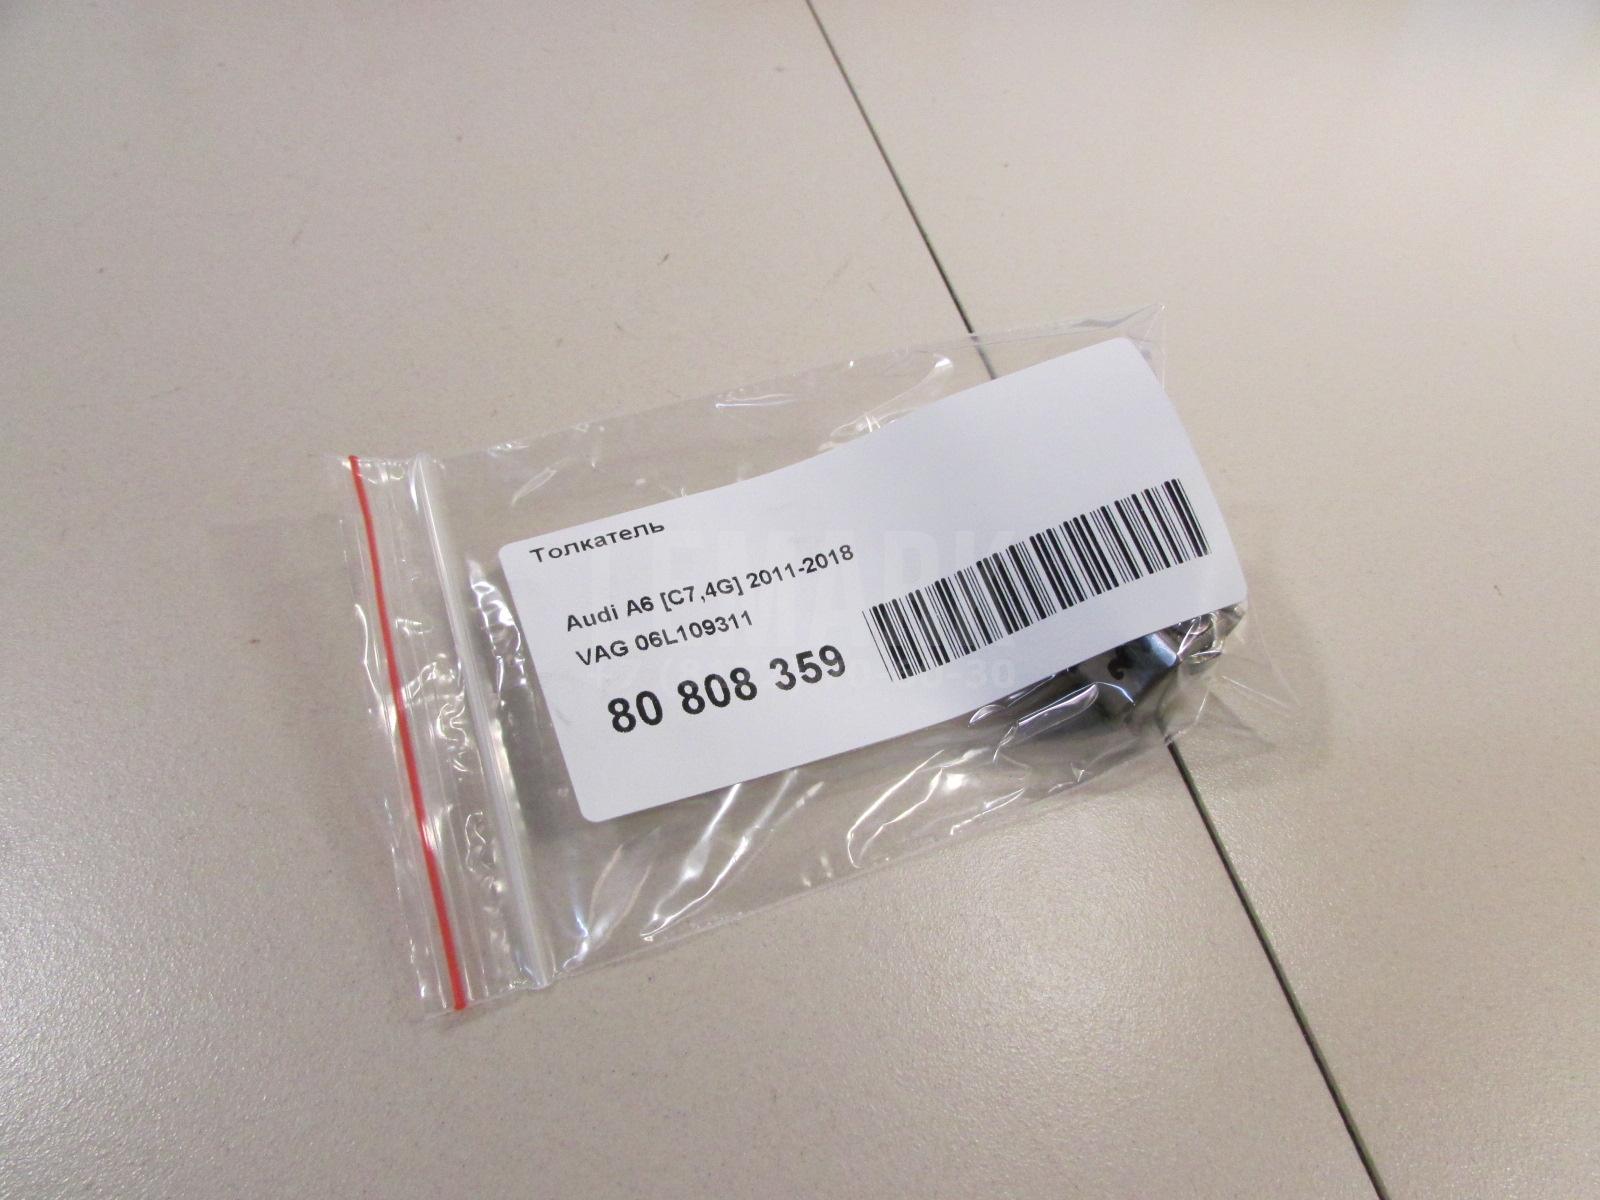 Толкатель
Audi A6 [C7,4G] 2011-2018
VAG 06L109311
80 808 359